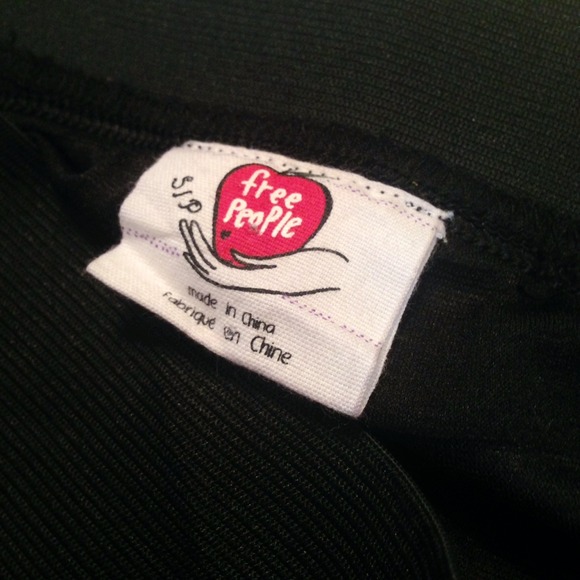 S/P
free
PEOPLE
made in China
fabriqué en Chine